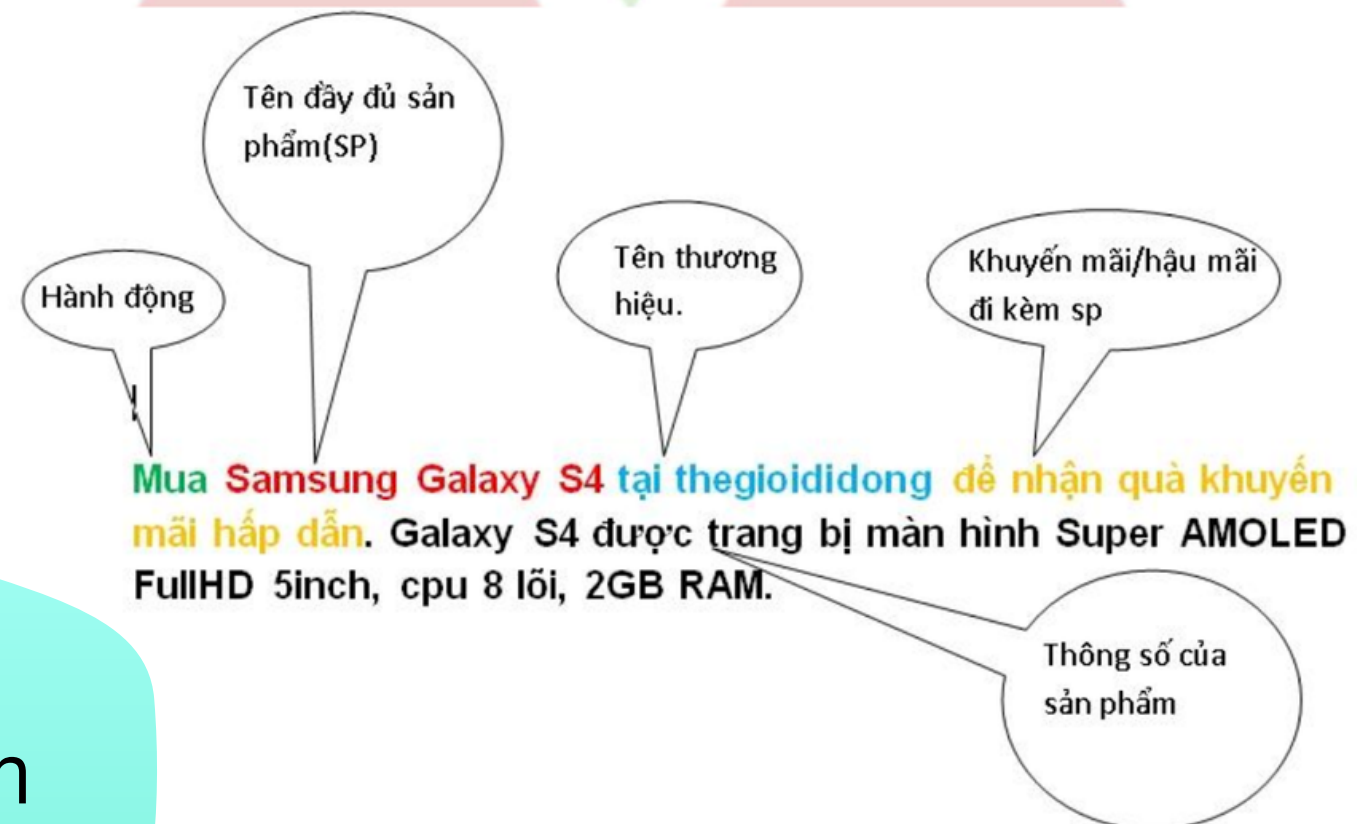 Tên đầy đủ sản
phẩm(SP)
Hành động
Tên thương
hiệu.
Khuyến mãi/hậu mãi
đi kèm sp
Mua Samsung Galaxy S4 tại thegioididong để nhận quà khuyến
mãi hấp dẫn. Galaxy S4 được trang bị màn hình Super AMOLED
FullHD 5inch, cpu 8 lõi, 2GB RAM.
Thông số của
sản phẩm